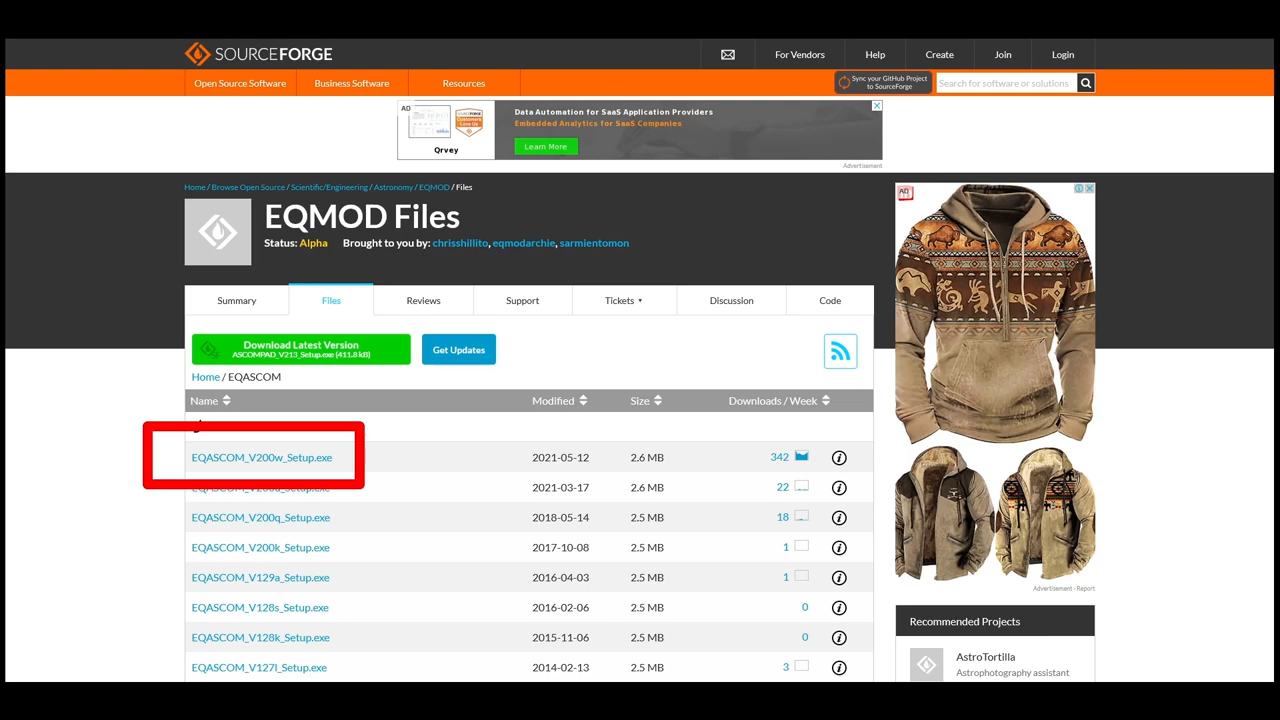 SOURCEFORGE
For Vendors
Help
Create
Join
Login
Open Source Software
Business Software
Resources
Sync your GitHub Project
to SourceForge
Search for software or solutions
AD
Qrvey
Data Automation for SaaS Application Providers
Embedded Analytics for SaaS Companies
Learn More
Advertisement
Home / Browse Open Source / Scientific/Engineering / Astronomy / EQMOD / Files
EQMOD Files
Status: Alpha Brought to you by: chrisshillito, eqmodarchie, sarmientomon
AD
Summary
Files
Reviews
Support
Tickets
Discussion
Code
Download Latest Version
ASCOMPAD_V213_Setup.exe (411.8 kB)
Get Updates
Home / EQASCOM
Name Modified Size Downloads / Week
EQASCOM_V200w_Setup.exe 2021-05-12 2.6 MB 342
2021-03-17 2.6 MB 22
EQASCOM_V200q_Setup.exe 2018-05-14 2.5 MB 18
EQASCOM_V200k_Setup.exe 2017-10-08 2.5 MB 1
EQASCOM_V129a_Setup.exe 2016-04-03 2.5 MB 1
EQASCOM_V128s_Setup.exe 2016-02-06 2.5 MB 0
EQASCOM_V128k_Setup.exe 2015-11-06 2.5 MB 0
EQASCOM_V127l_Setup.exe 2014-02-13 2.5 MB 3
Advertisement - Report
Recommended Projects
AstroTortilla
Astrophotography assistant